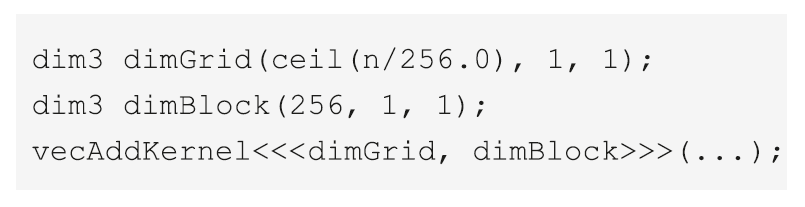 dim3 dimGrid(ceil(n/256.0), 1, 1);
dim3 dimBlock(256, 1, 1);
vecAddKernel<<<dimGrid, dimBlock>>>(...);